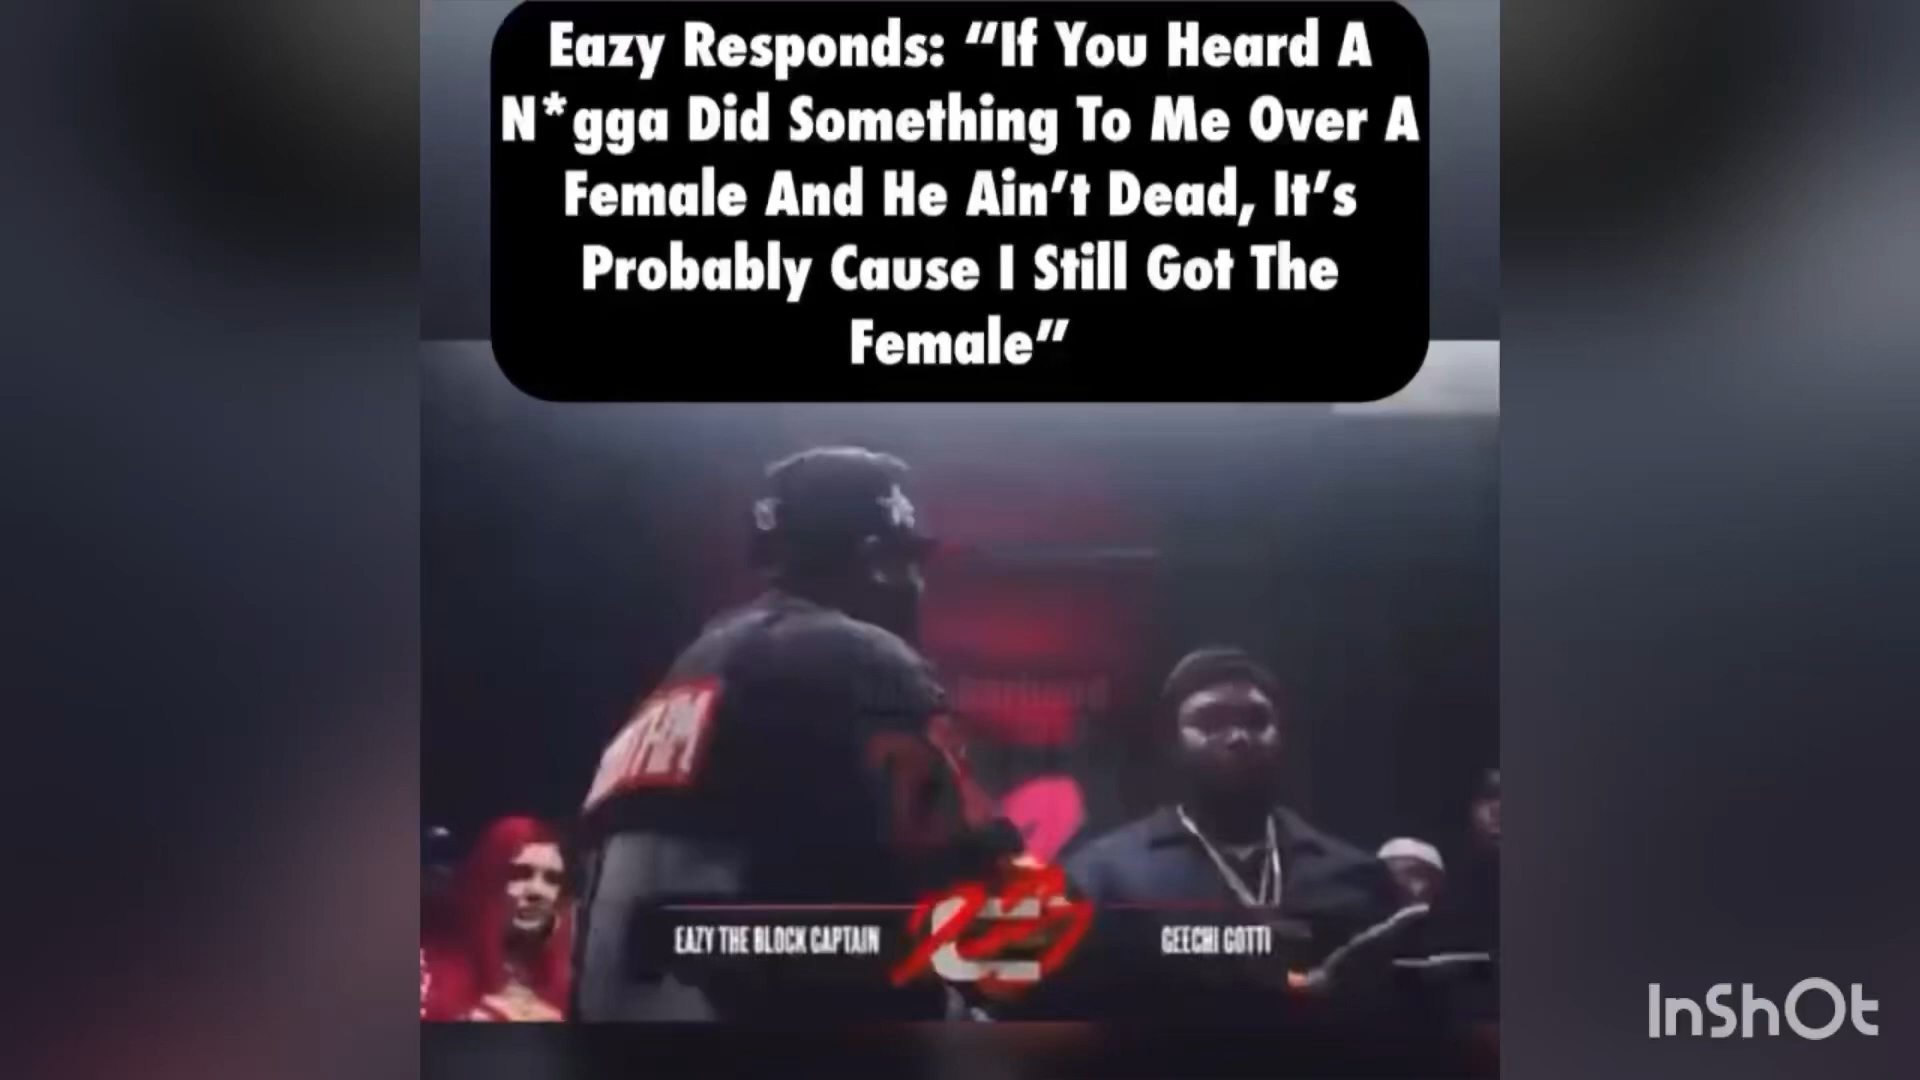 Eazy Responds: “If You Heard A
N*gga Did Something To Me Over A
Female And He Ain’t Dead, It’s
Probably Cause I Still Got The
Female”
EAZY THE BLOCK CAPTAIN
GEECHI GOTTI
InShOt